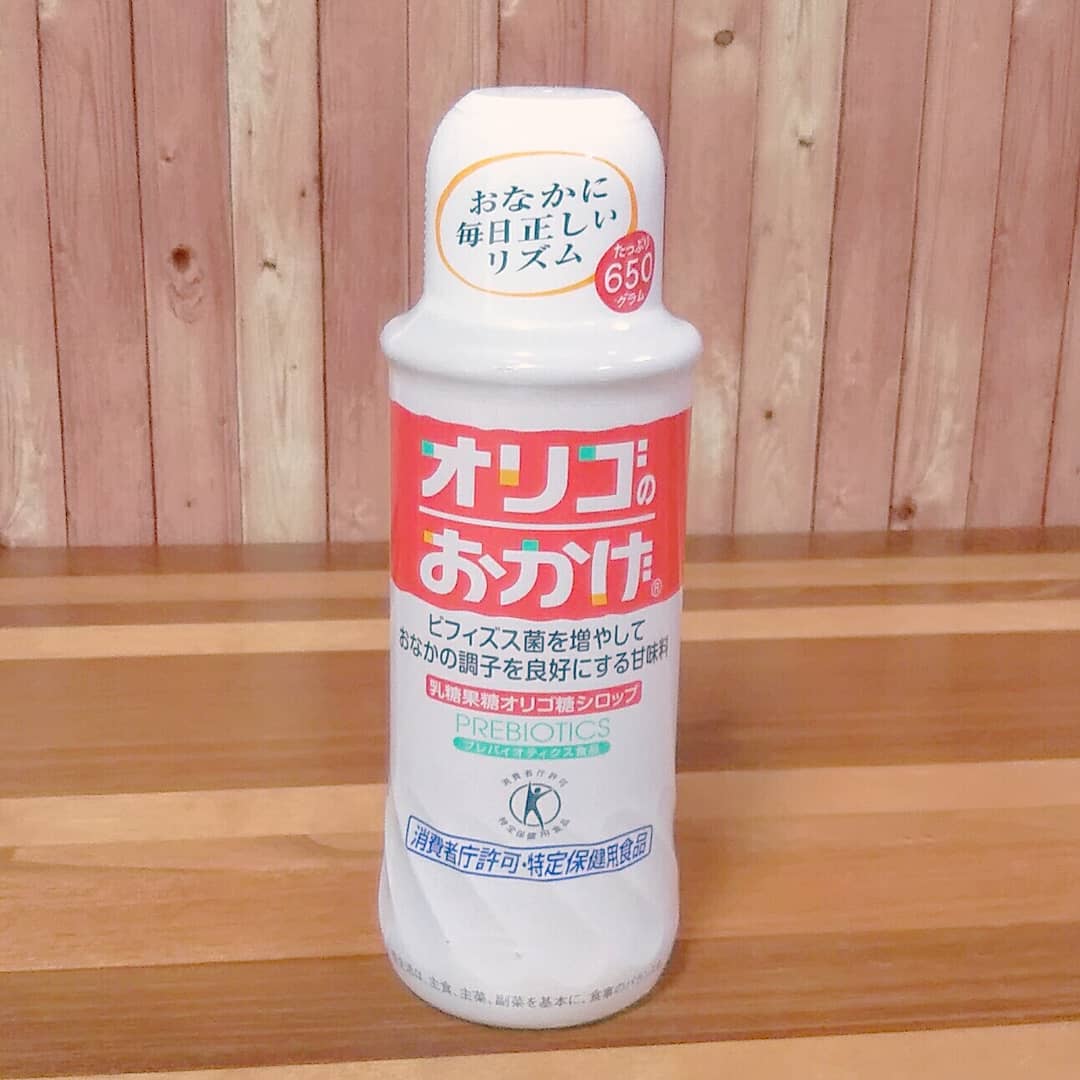 おなかに
毎日正しい
リズム
たっぷり
650
グラム
オリゴの
おかげ®
ビフィズス菌を増やして
おなかの調子を良好にする甘味料
乳糖果糖オリゴ糖シロップ
PREBIOTICS
プレバイオティクス食品
消費者庁許可
特定保健用食品
消費者庁許可・特定保健用食品
は、主食、主菜、副菜を基本に、食事のバ